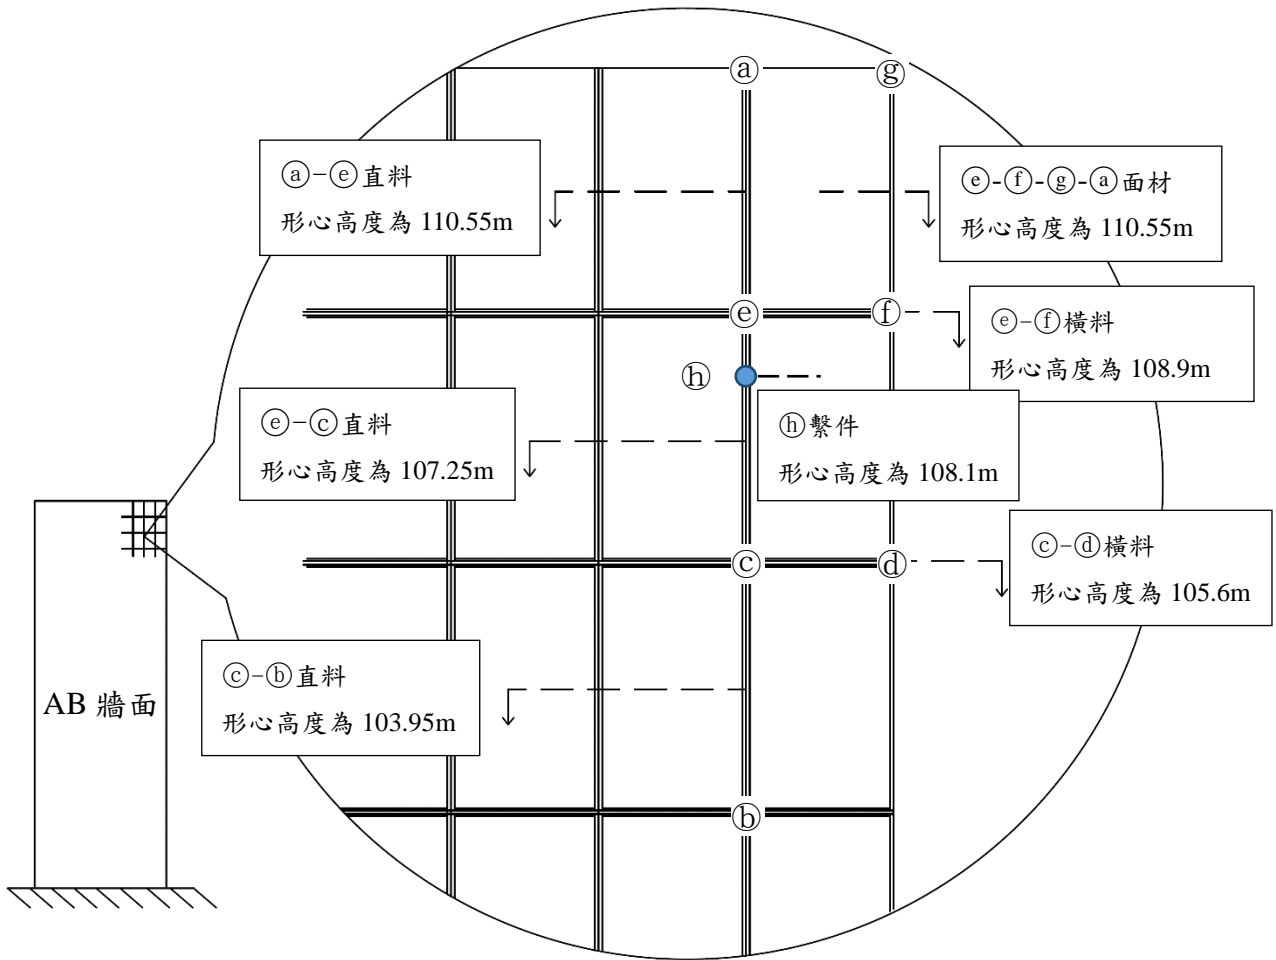 ⓐ
ⓖ
ⓐ-ⓔ直料
形心高度為 110.55m
ⓔ-ⓕ-ⓖ-ⓐ面材
形心高度為 110.55m
ⓔ
ⓕ
ⓔ-ⓕ橫料
形心高度為 108.9m
ⓗ
ⓔ-ⓒ直料
形心高度為 107.25m
ⓗ繫件
形心高度為 108.1m
ⓒ
ⓓ
ⓒ-ⓓ橫料
形心高度為 105.6m
ⓒ-ⓑ直料
形心高度為 103.95m
AB 牆面
ⓑ